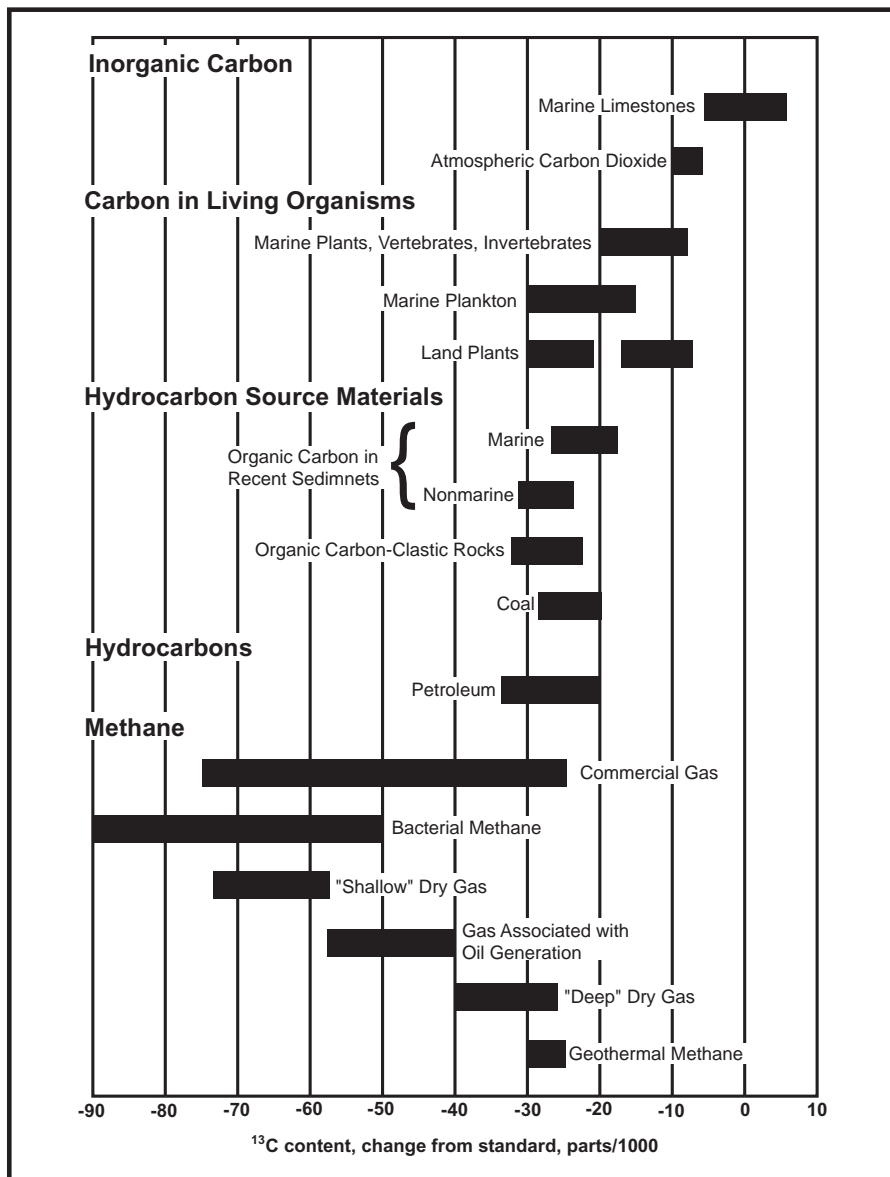 Inorganic Carbon
Marine Limestones
Atmospheric Carbon Dioxide
Carbon in Living Organisms
Marine Plants, Vertebrates, Invertebrates
Marine Plankton
Land Plants
Hydrocarbon Source Materials
Marine
Organic Carbon in
Recent Sedimnets
Nonmarine
Organic Carbon-Clastic Rocks
Coal
Hydrocarbons
Petroleum
Methane
Commercial Gas
Bacterial Methane
"Shallow" Dry Gas
Gas Associated with
Oil Generation
"Deep" Dry Gas
Geothermal Methane
-90 -80 -70 -60 -50 -40 -30 -20 -10 0 10
¹³C content, change from standard, parts/1000